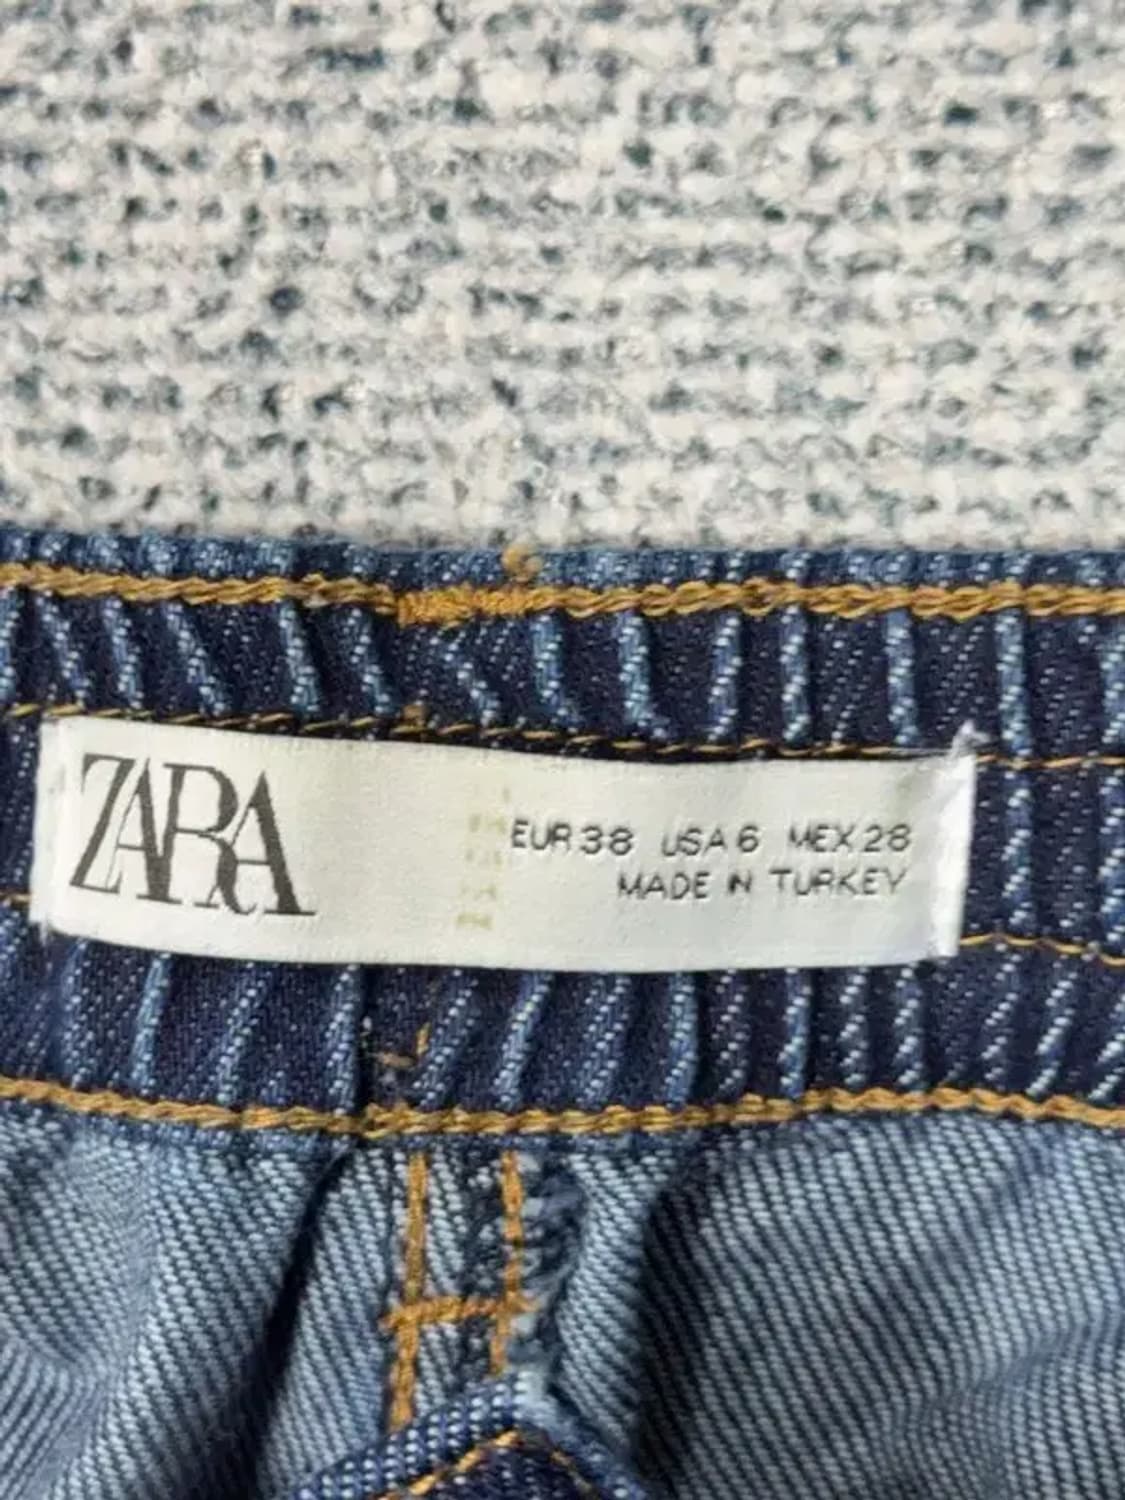 ZARA
EUR 38 USA 6 MEX 28
MADE IN TURKEY